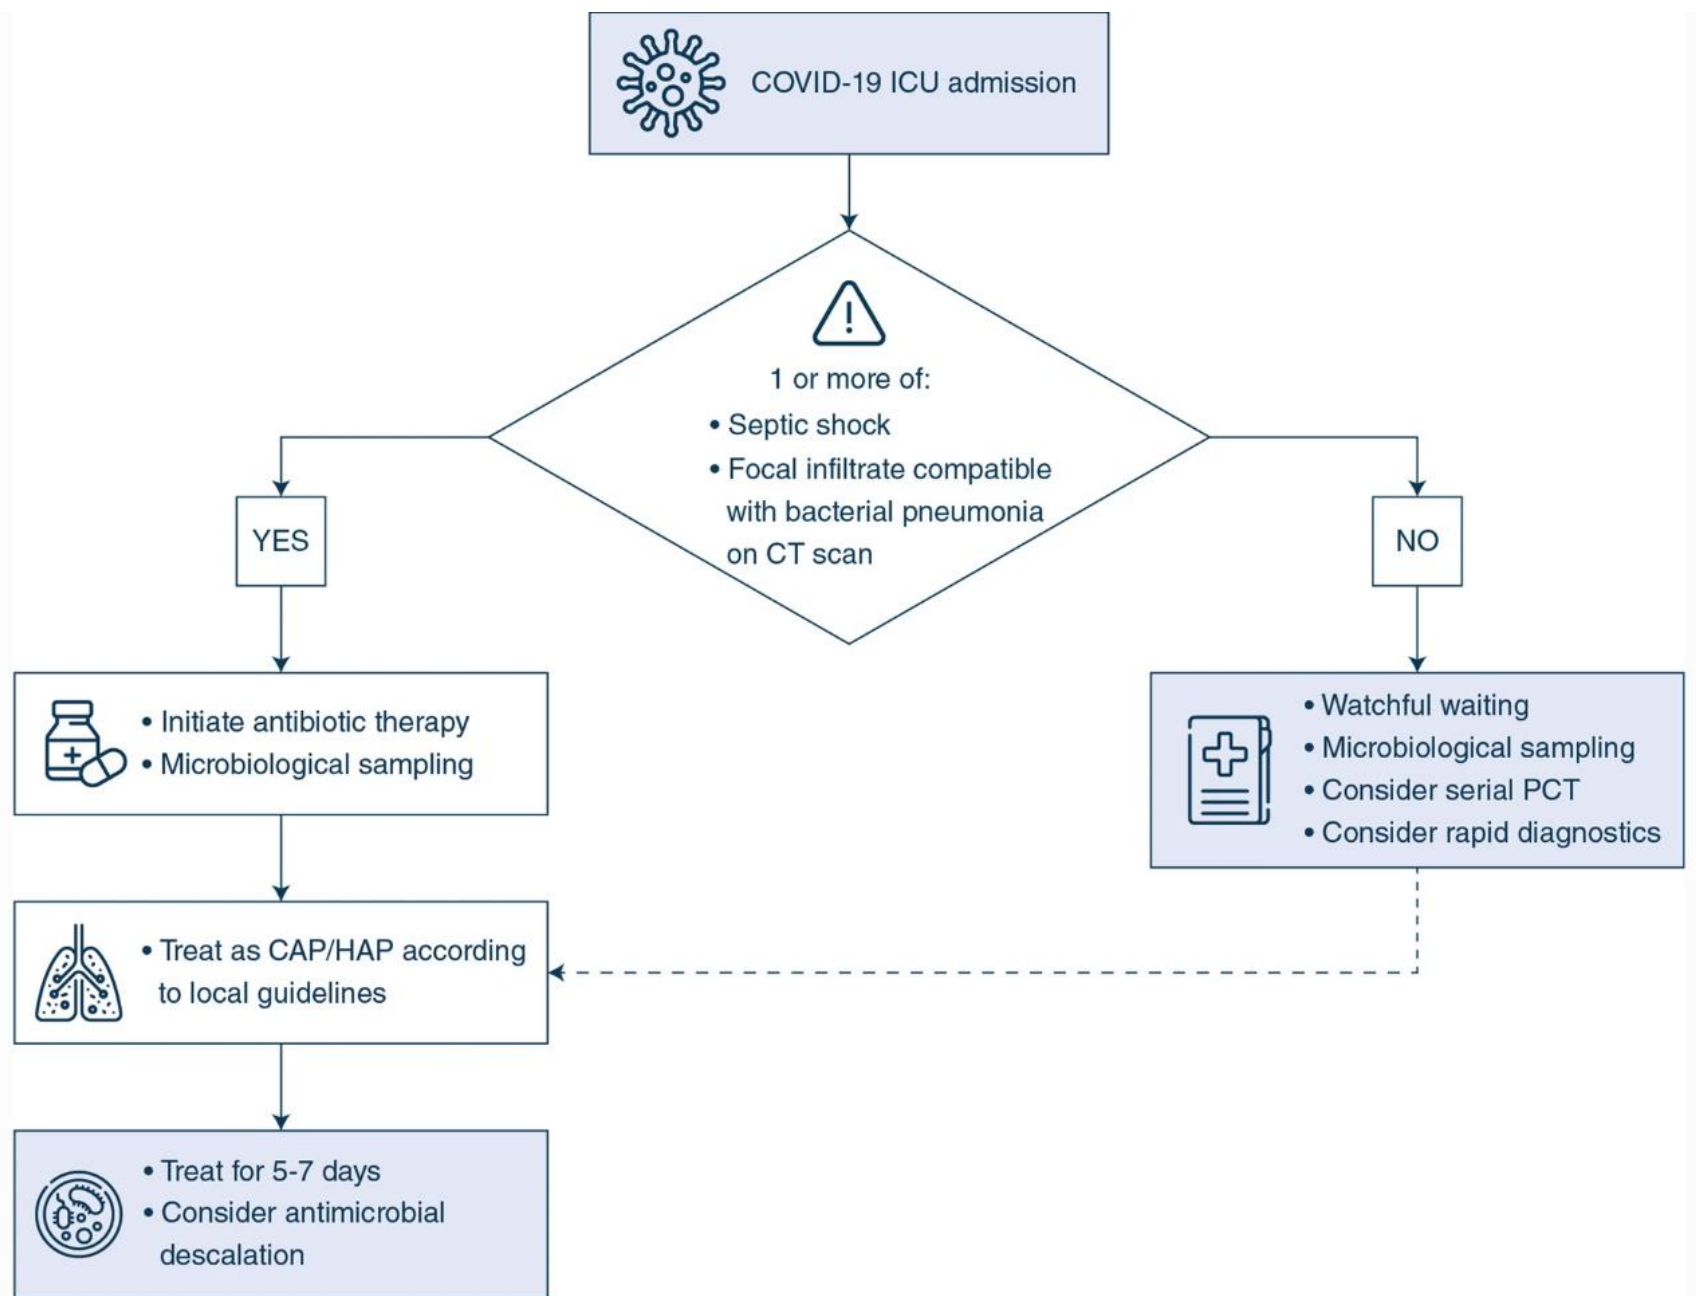 COVID-19 ICU admission
1 or more of:
• Septic shock
• Focal infiltrate compatible
with bacterial pneumonia
on CT scan
YES
NO
• Initiate antibiotic therapy
• Microbiological sampling
• Watchful waiting
• Microbiological sampling
• Consider serial PCT
• Consider rapid diagnostics
• Treat as CAP/HAP according
to local guidelines
• Treat for 5-7 days
• Consider antimicrobial
descalation